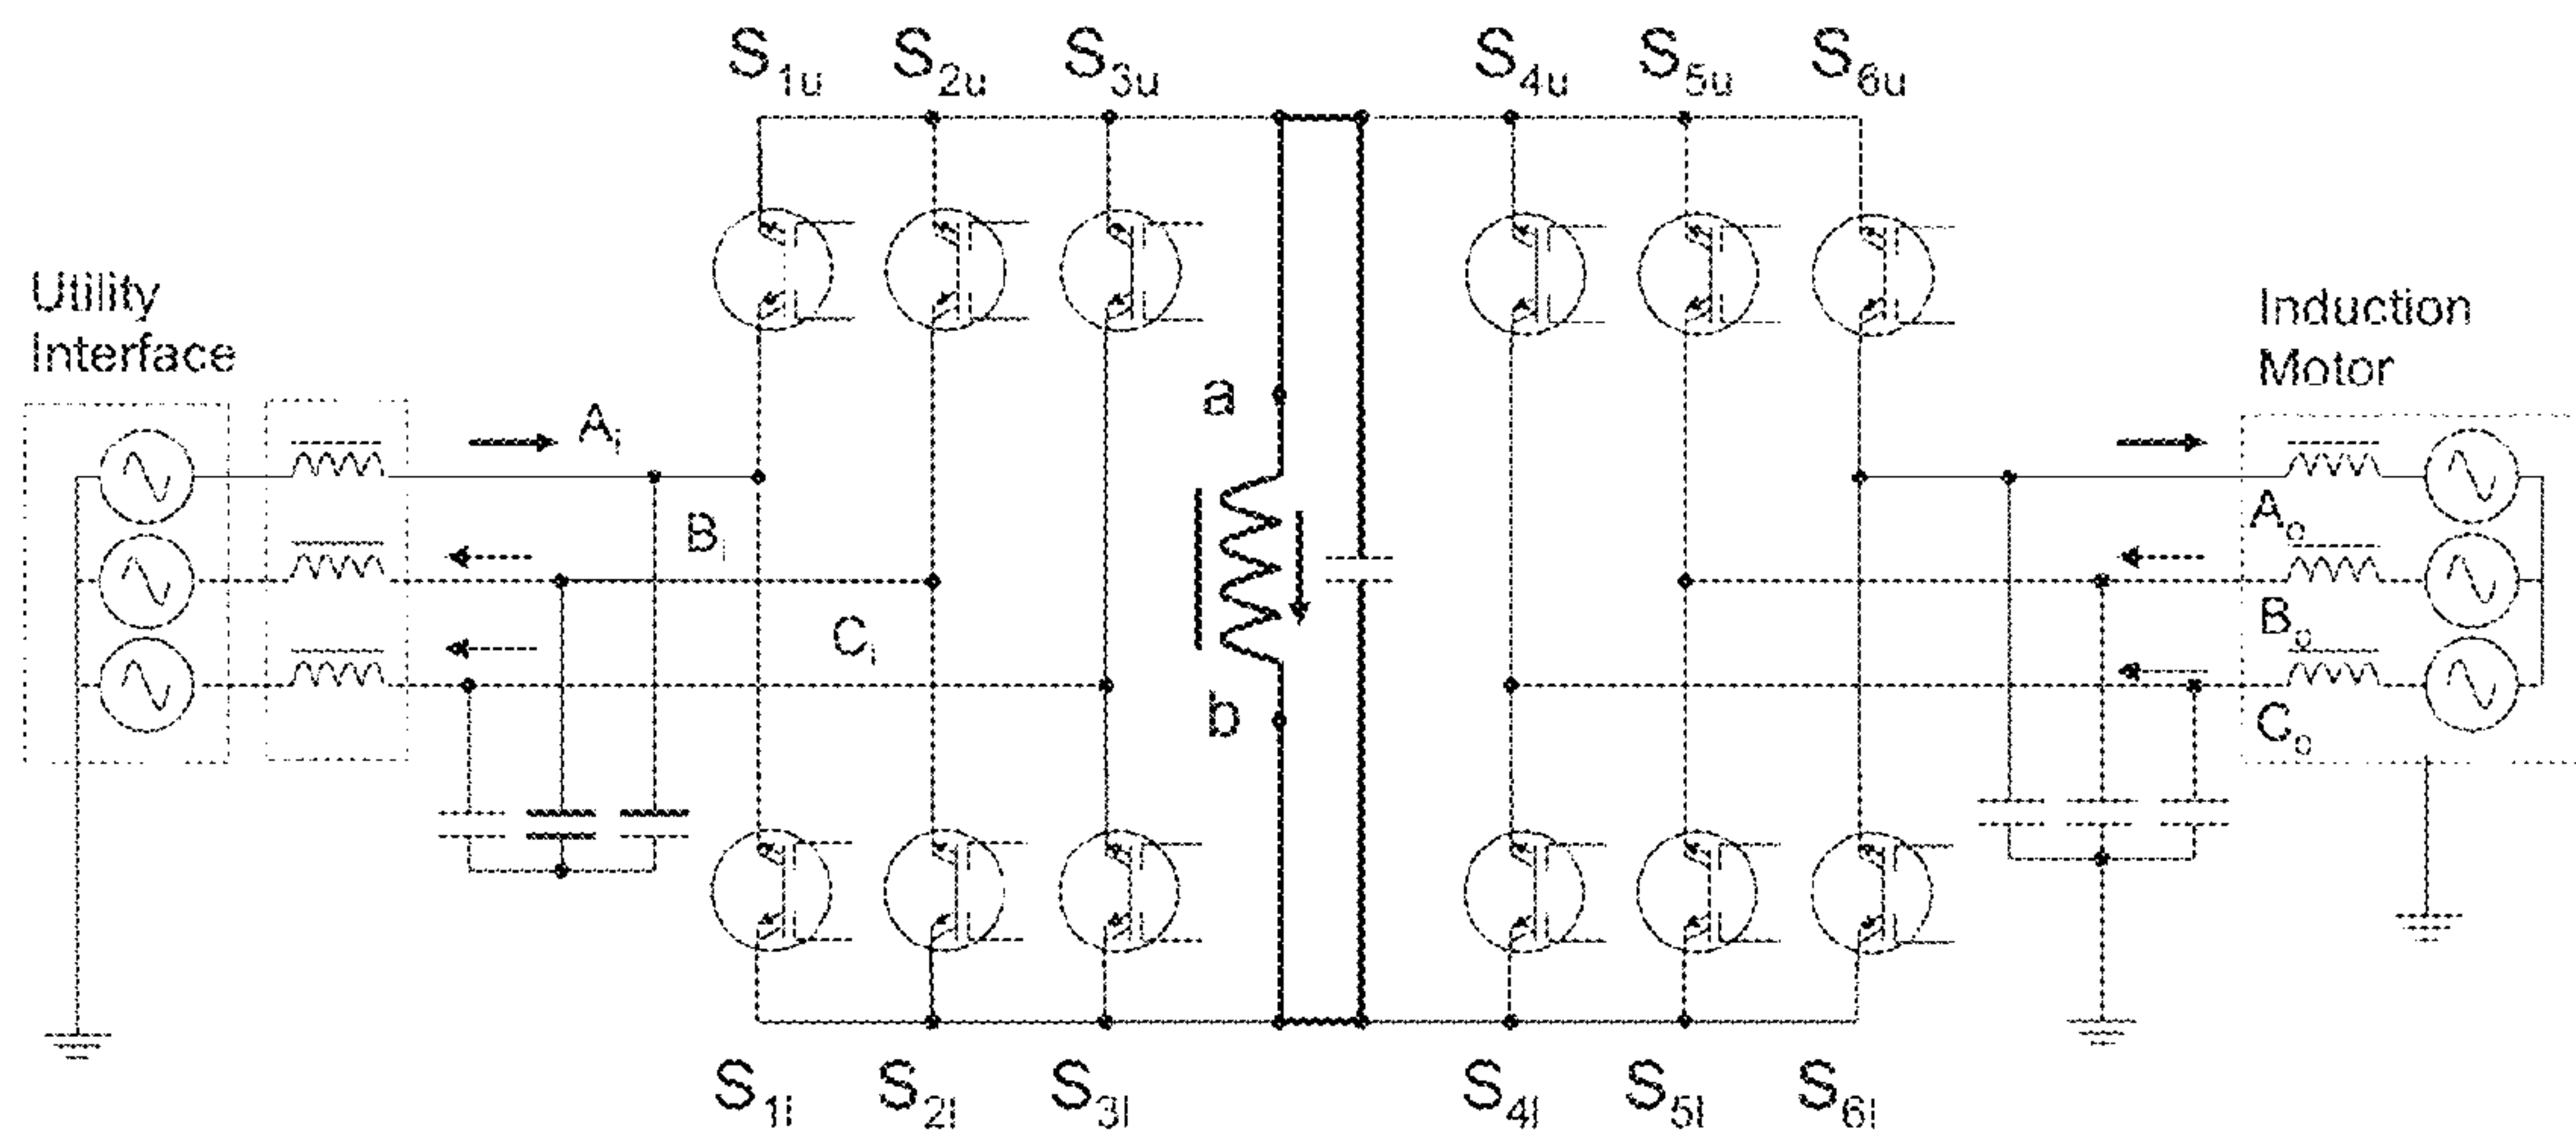 S1u S2u S3u S4u S5u S6u
Utility
Interface
Induction
Motor
Ai
a
Ao
Bi
Bo
Ci
b
Co
S1l S2l S3l S4l S5l S6l